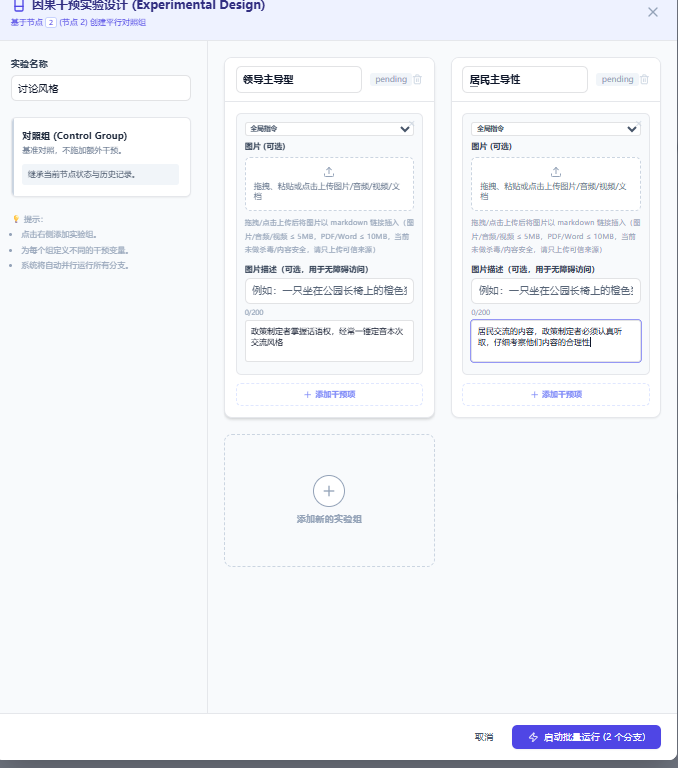 因果干预实验设计 (Experimental Design)
基于节点 2 (节点 2) 创建平行对照组
实验名称
讨论风格
对照组 (Control Group)
基准对照，不施加额外干预。
继承当前节点状态与历史记录。
提示:
点击右侧添加实验组。
为每个组定义不同的干预变量。
系统将自动并行运行所有分支。
领导主导型
pending
全局指令
图片 (可选)
拖拽、粘贴或点击上传图片/音频/视频/文
档
拖拽/点击上传后将图片以 markdown 链接插入（图
片/音频/视频 ≤ 5MB，PDF/Word ≤ 10MB，当前
未做杀毒/内容安全，请只上传可信来源）
图片描述（可选，用于无障碍访问）
例如：一只坐在公园长椅上的橙色
0/200
政策制定者掌握话语权，经常一锤定音本次
交流风格
添加干预项
居民主导性
pending
全局指令
图片 (可选)
拖拽、粘贴或点击上传图片/音频/视频/文
档
拖拽/点击上传后将图片以 markdown 链接插入（图
片/音频/视频 ≤ 5MB，PDF/Word ≤ 10MB，当前
未做杀毒/内容安全，请只上传可信来源）
图片描述（可选，用于无障碍访问）
例如：一只坐在公园长椅上的橙色
0/200
居民交流的内容，政策制定者必须认真听
取，仔细考察他们内容的合理性
添加干预项
添加新的实验组
取消
启动批量运行 (2 个分支)